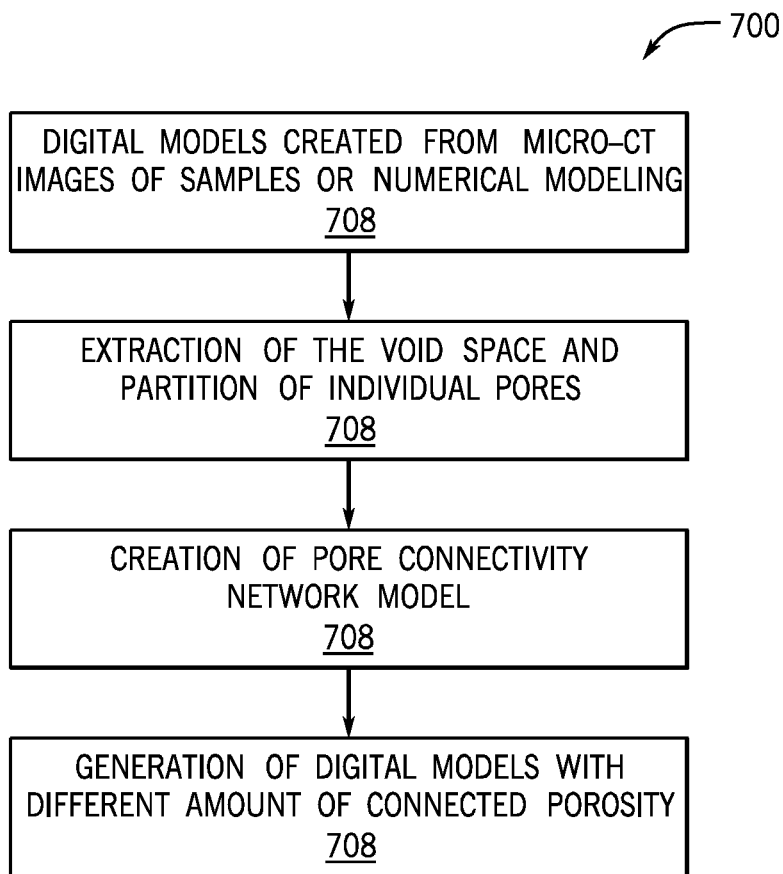 700
DIGITAL MODELS CREATED FROM MICRO–CT
IMAGES OF SAMPLES OR NUMERICAL MODELING
708
EXTRACTION OF THE VOID SPACE AND
PARTITION OF INDIVIDUAL PORES
708
CREATION OF PORE CONNECTIVITY
NETWORK MODEL
708
GENERATION OF DIGITAL MODELS WITH
DIFFERENT AMOUNT OF CONNECTED POROSITY
708